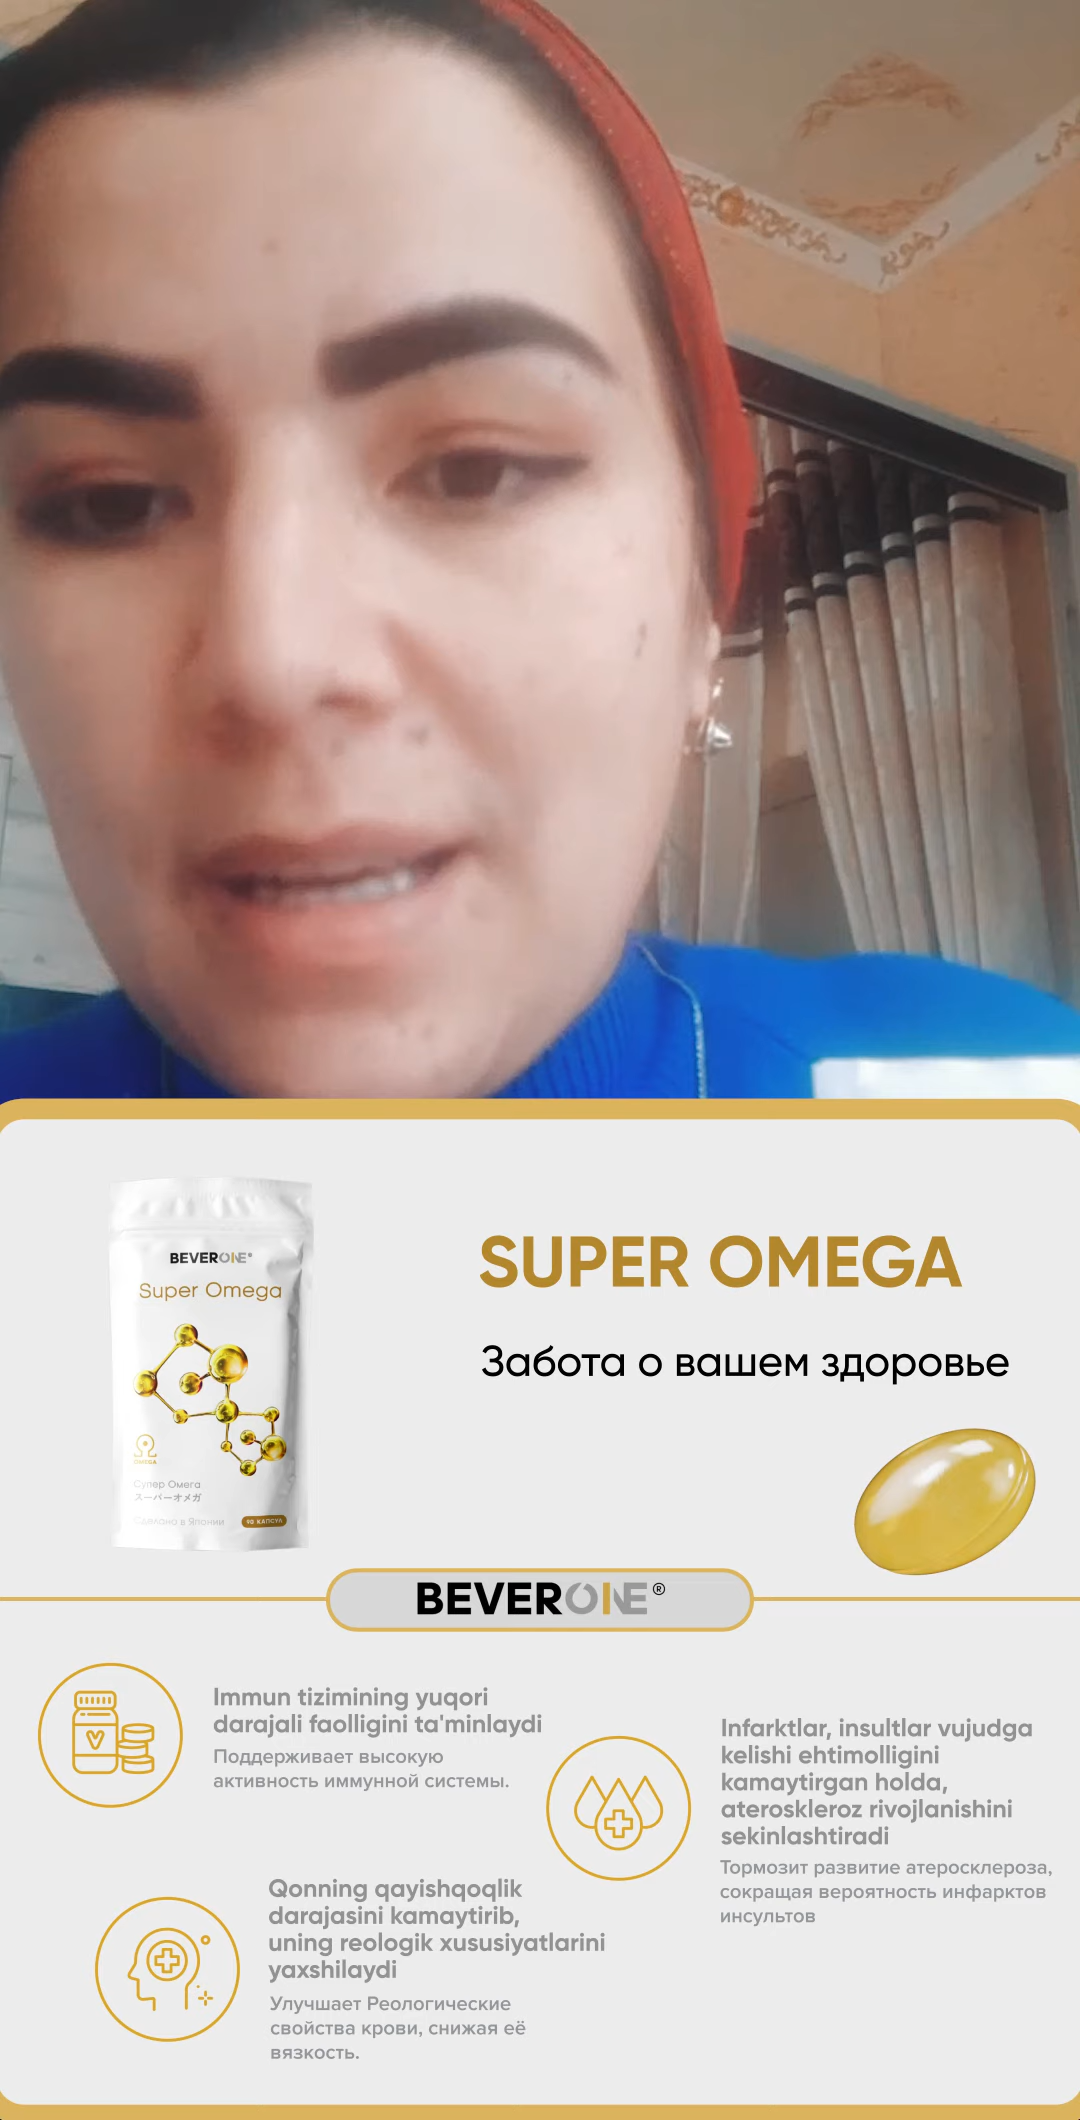 BEVERONE®
Super Omega
OMEGA
Супер Омега
スーパーオメガ
Сделано в Японии
90 КАПСУЛ
SUPER OMEGA
Забота о вашем здоровье
BEVERONE®
Immun tizimining yuqori
darajali faolligini ta'minlaydi
Поддерживает высокую
активность иммунной системы.
Infarktlar, insultlar vujudga
kelishi ehtimolligini
kamaytirgan holda,
ateroskleroz rivojlanishini
sekinlashtiradi
Тормозит развитие атеросклероза,
сокращая вероятность инфарктов
инсультов
Qonning qayishqoqlik
darajasini kamaytirib,
uning reologik xususiyatlarini
yaxshilaydi
Улучшает Реологические
свойства крови, снижая её
вязкость.